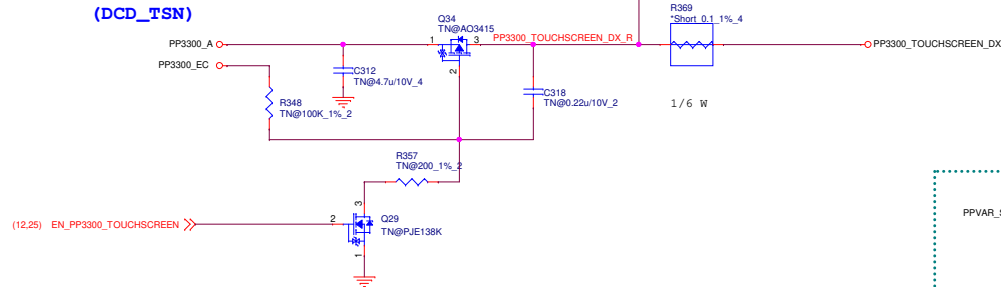 (DCD_TSN)
R369
*Short_0.1_1%_4
Q34
TN@AO3415
PP3300_A
1
3
PP3300_TOUCHSCREEN_DX_R
PP3300_TOUCHSCREEN_DX
PP3300_EC
2
C312
TN@4.7u/10V_4
C318
TN@0.22u/10V_2
1/6 W
R348
TN@100K_1%_2
R357
TN@200_1%_2
3
2
Q29
TN@PJE138K
(12,25) EN_PP3300_TOUCHSCREEN
1
PPVAR_S